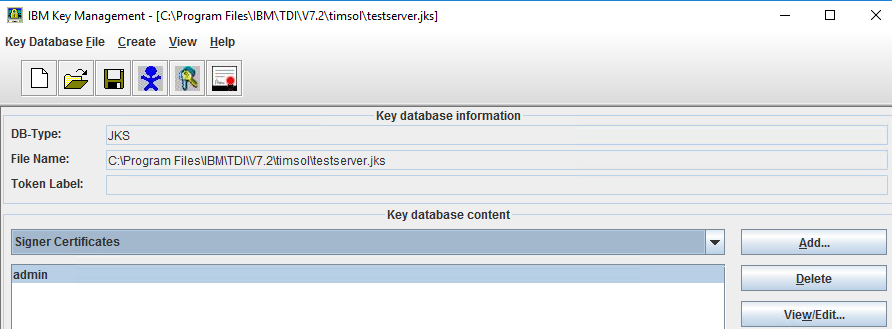 IBM Key Management - [C:\Program Files\IBM\TDI\V7.2\timsol\testserver.jks]
Key Database File Create View Help
Key database information
DB-Type: JKS
File Name: C:\Program Files\IBM\TDI\V7.2\timsol\testserver.jks
Token Label:
Key database content
Signer Certificates Add...
admin
Delete
View/Edit...